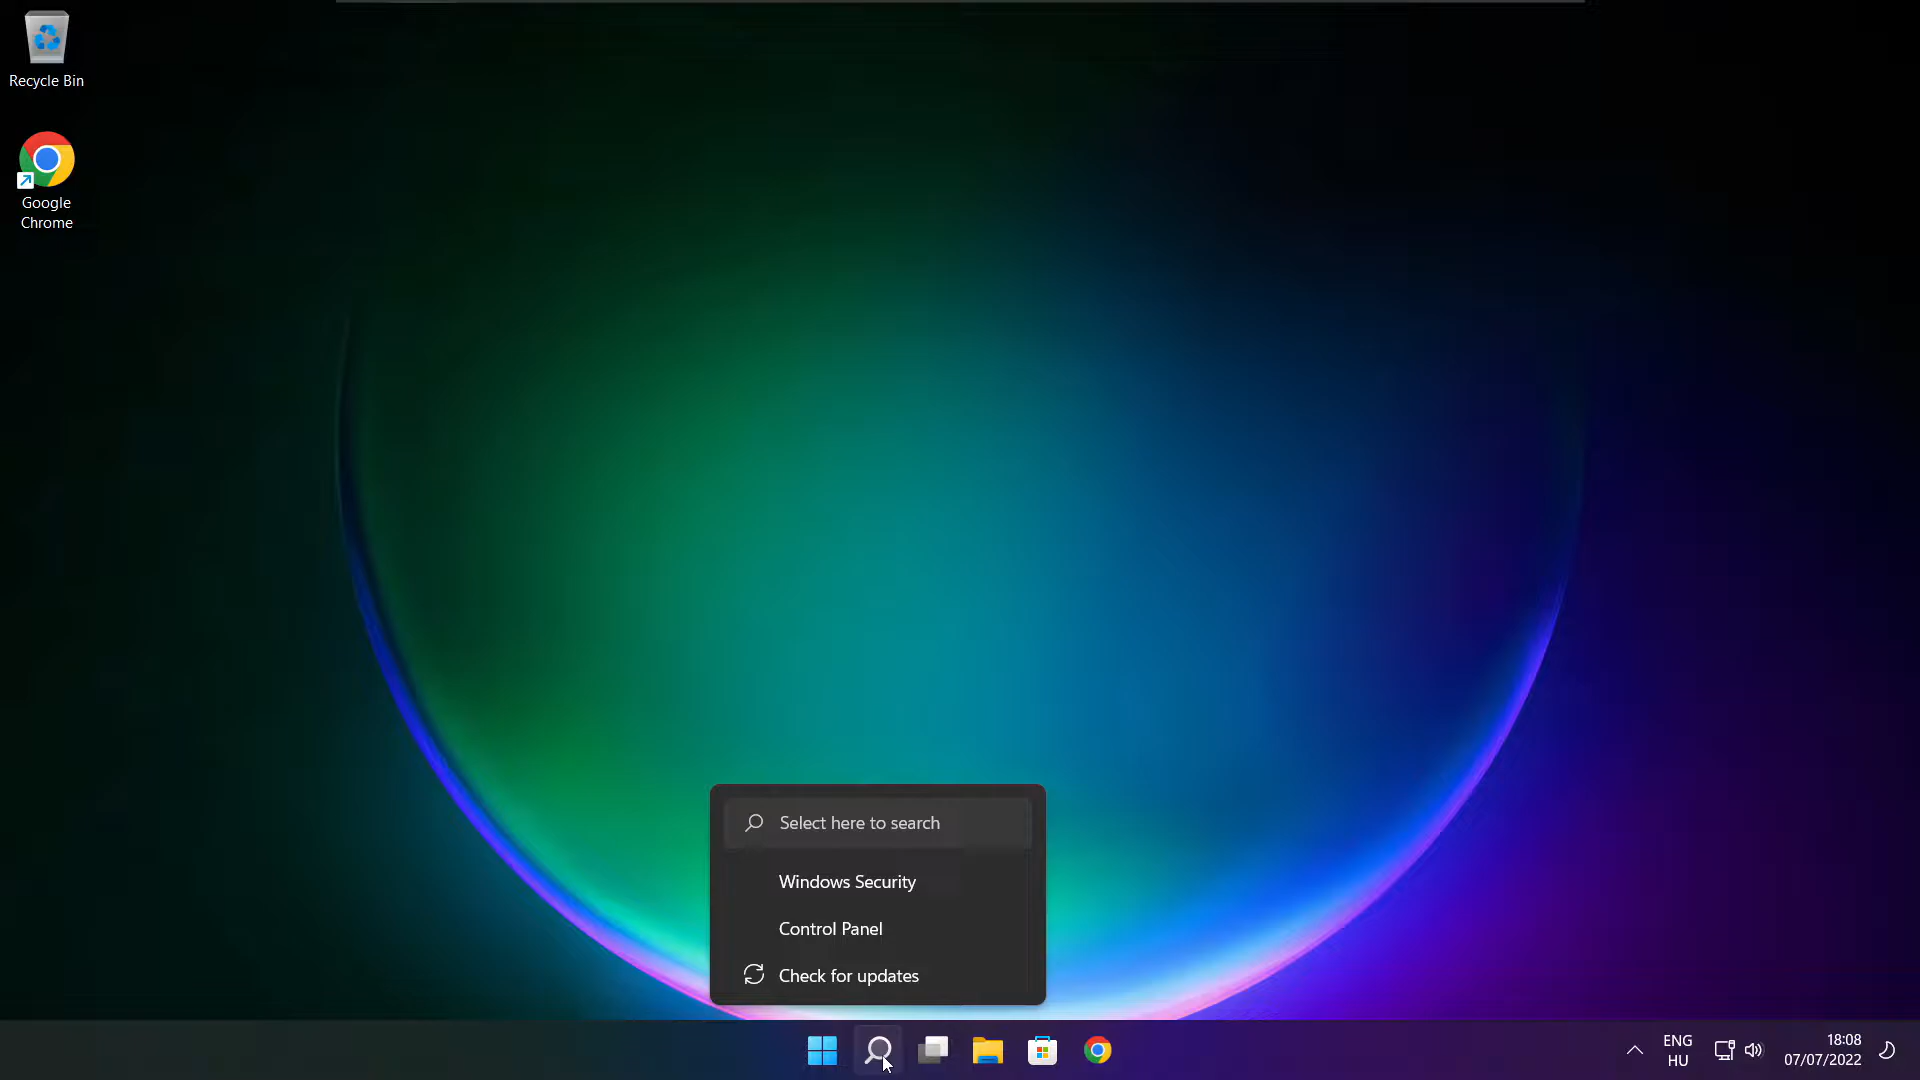 Recycle Bin
Google
Chrome
Select here to search
Windows Security
Control Panel
Check for updates
ENG
HU
18:08
07/07/2022